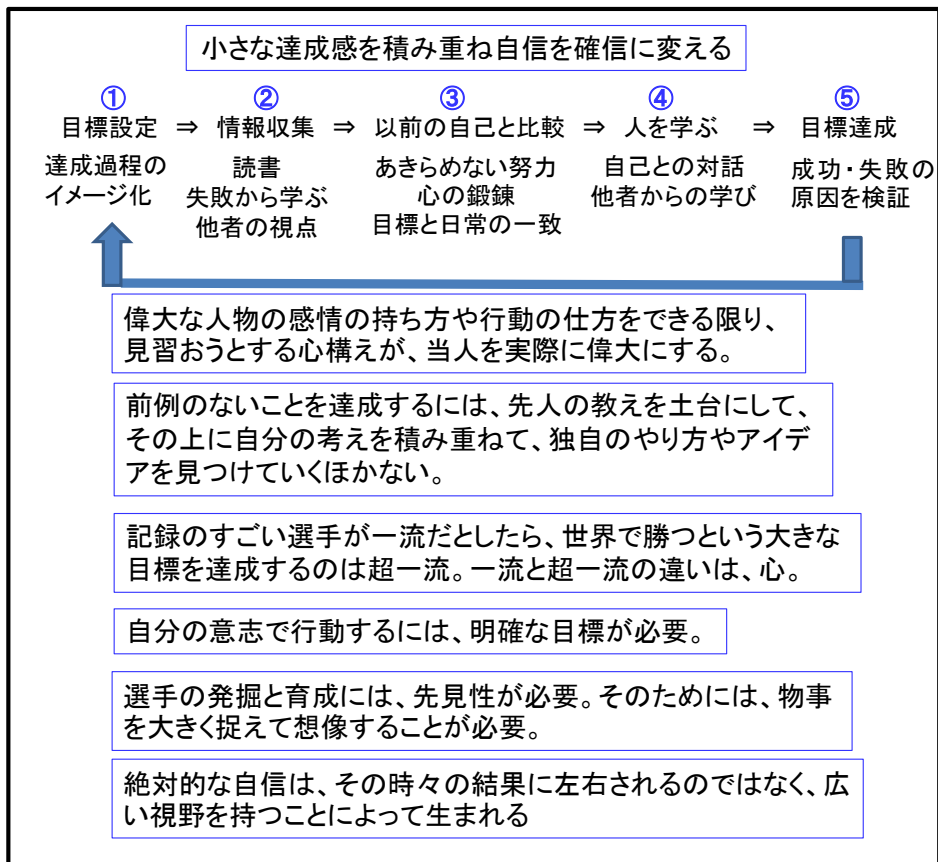 小さな達成感を積み重ね自信を確信に変える
① ② ③ ④ ⑤
目標設定 ⇒ 情報収集 ⇒ 以前の自己と比較 ⇒ 人を学ぶ ⇒ 目標達成
達成過程の
イメージ化
読書
失敗から学ぶ
他者の視点
あきらめない努力
心の鍛錬
目標と日常の一致
自己との対話
他者からの学び
成功・失敗の
原因を検証
偉大な人物の感情の持ち方や行動の仕方をできる限り、
見習おうとする心構えが、当人を実際に偉大にする。
前例のないことを達成するには、先人の教えを土台にして、
その上に自分の考えを積み重ねて、独自のやり方やアイデ
アを見つけていくほかない。
記録のすごい選手が一流だとしたら、世界で勝つという大きな
目標を達成するのは超一流。一流と超一流の違いは、心。
自分の意志で行動するには、明確な目標が必要。
選手の発掘と育成には、先見性が必要。そのためには、物事
を大きく捉えて想像することが必要。
絶対的な自信は、その時々の結果に左右されるのではなく、広
い視野を持つことによって生まれる